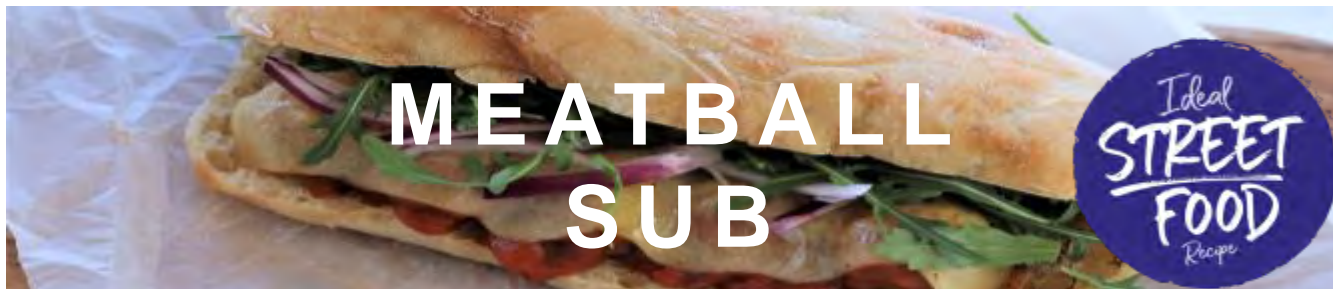 MEATBALL
SUB
Ideal
STREET
FOOD
Recipe